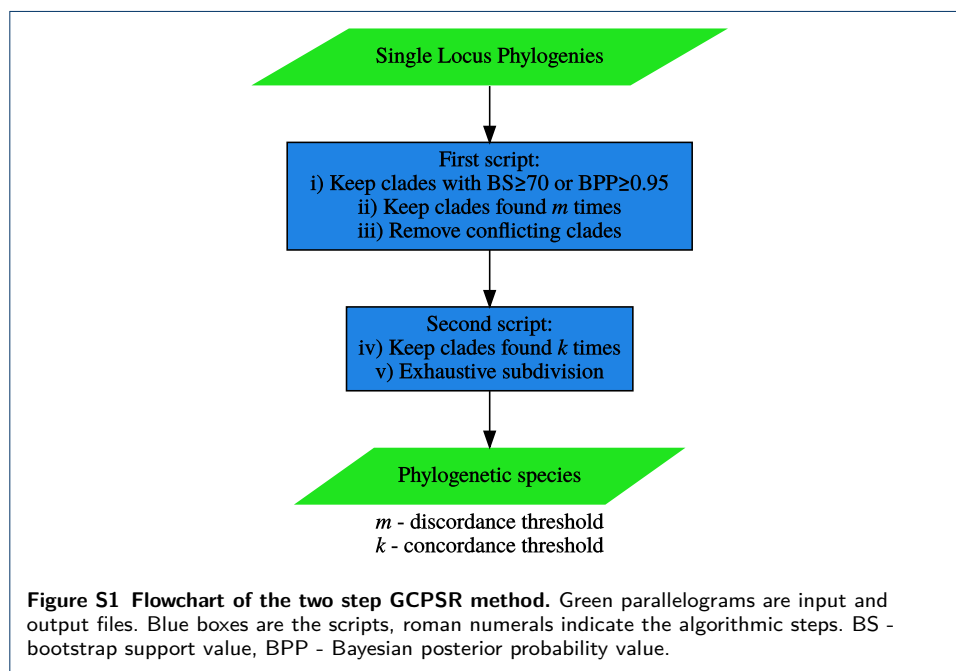 Single Locus Phylogenies
First script:
i) Keep clades with BS≥70 or BPP≥0.95
ii) Keep clades found m times
iii) Remove conflicting clades
Second script:
iv) Keep clades found k times
v) Exhaustive subdivision
Phylogenetic species
m - discordance threshold
k - concordance threshold
Figure S1 Flowchart of the two step GCPSR method. Green parallelograms are input and
output files. Blue boxes are the scripts, roman numerals indicate the algorithmic steps. BS -
bootstrap support value, BPP - Bayesian posterior probability value.